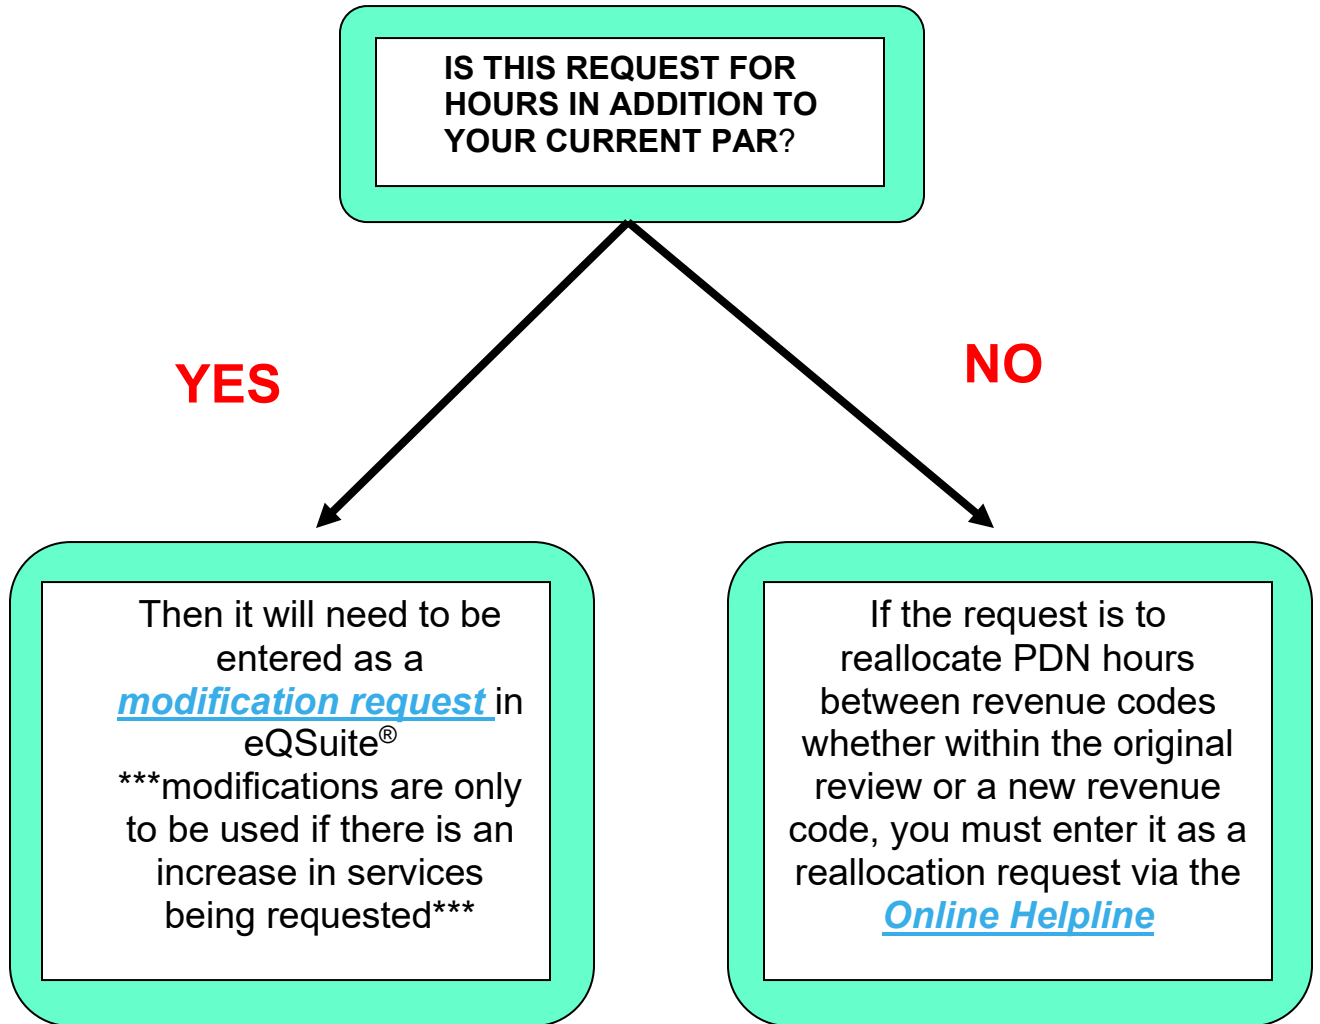 IS THIS REQUEST FOR
HOURS IN ADDITION TO
YOUR CURRENT PAR?
YES
NO
Then it will need to be
entered as a
modification request in
eQSuite®
***modifications are only
to be used if there is an
increase in services
being requested***
If the request is to
reallocate PDN hours
between revenue codes
whether within the original
review or a new revenue
code, you must enter it as a
reallocation request via the
Online Helpline